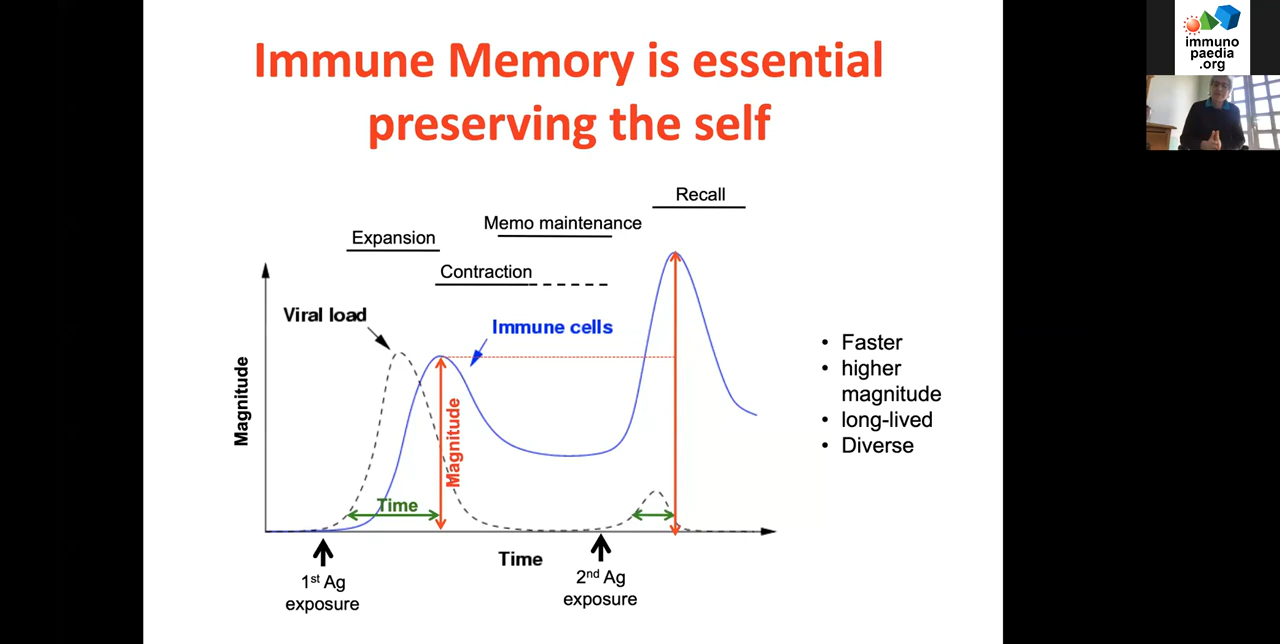 Immune Memory is essential
preserving the self
immuno
paedia
.org
Recall
Memo maintenance
Expansion
Contraction
Viral load
Immune cells
Magnitude
Magnitude
Time
Time
1st Ag
exposure
2nd Ag
exposure
• Faster
• higher
magnitude
• long-lived
• Diverse